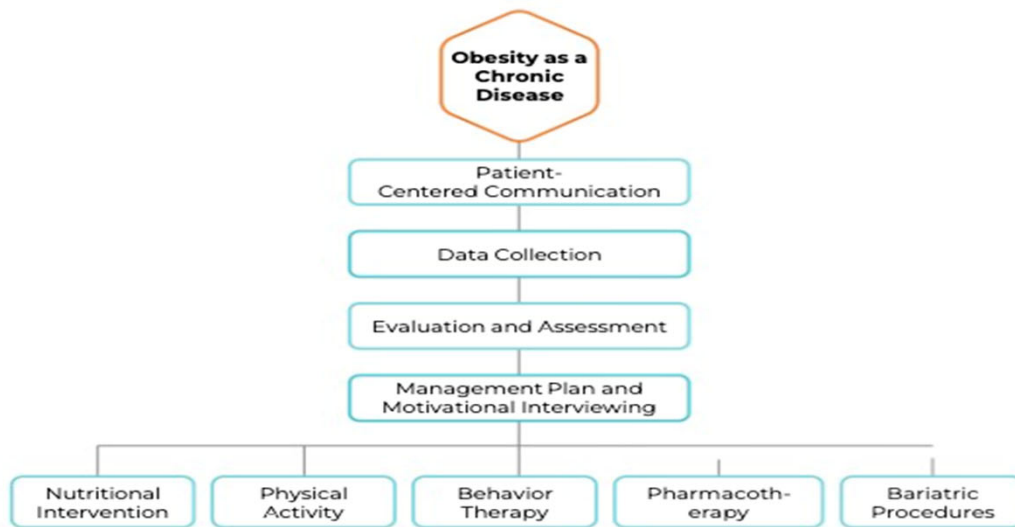 Obesity as a
Chronic
Disease
Patient-
Centered Communication
Data Collection
Evaluation and Assessment
Management Plan and
Motivational Interviewing
Nutritional
Intervention
Physical
Activity
Behavior
Therapy
Pharmacoth-
erapy
Bariatric
Procedures